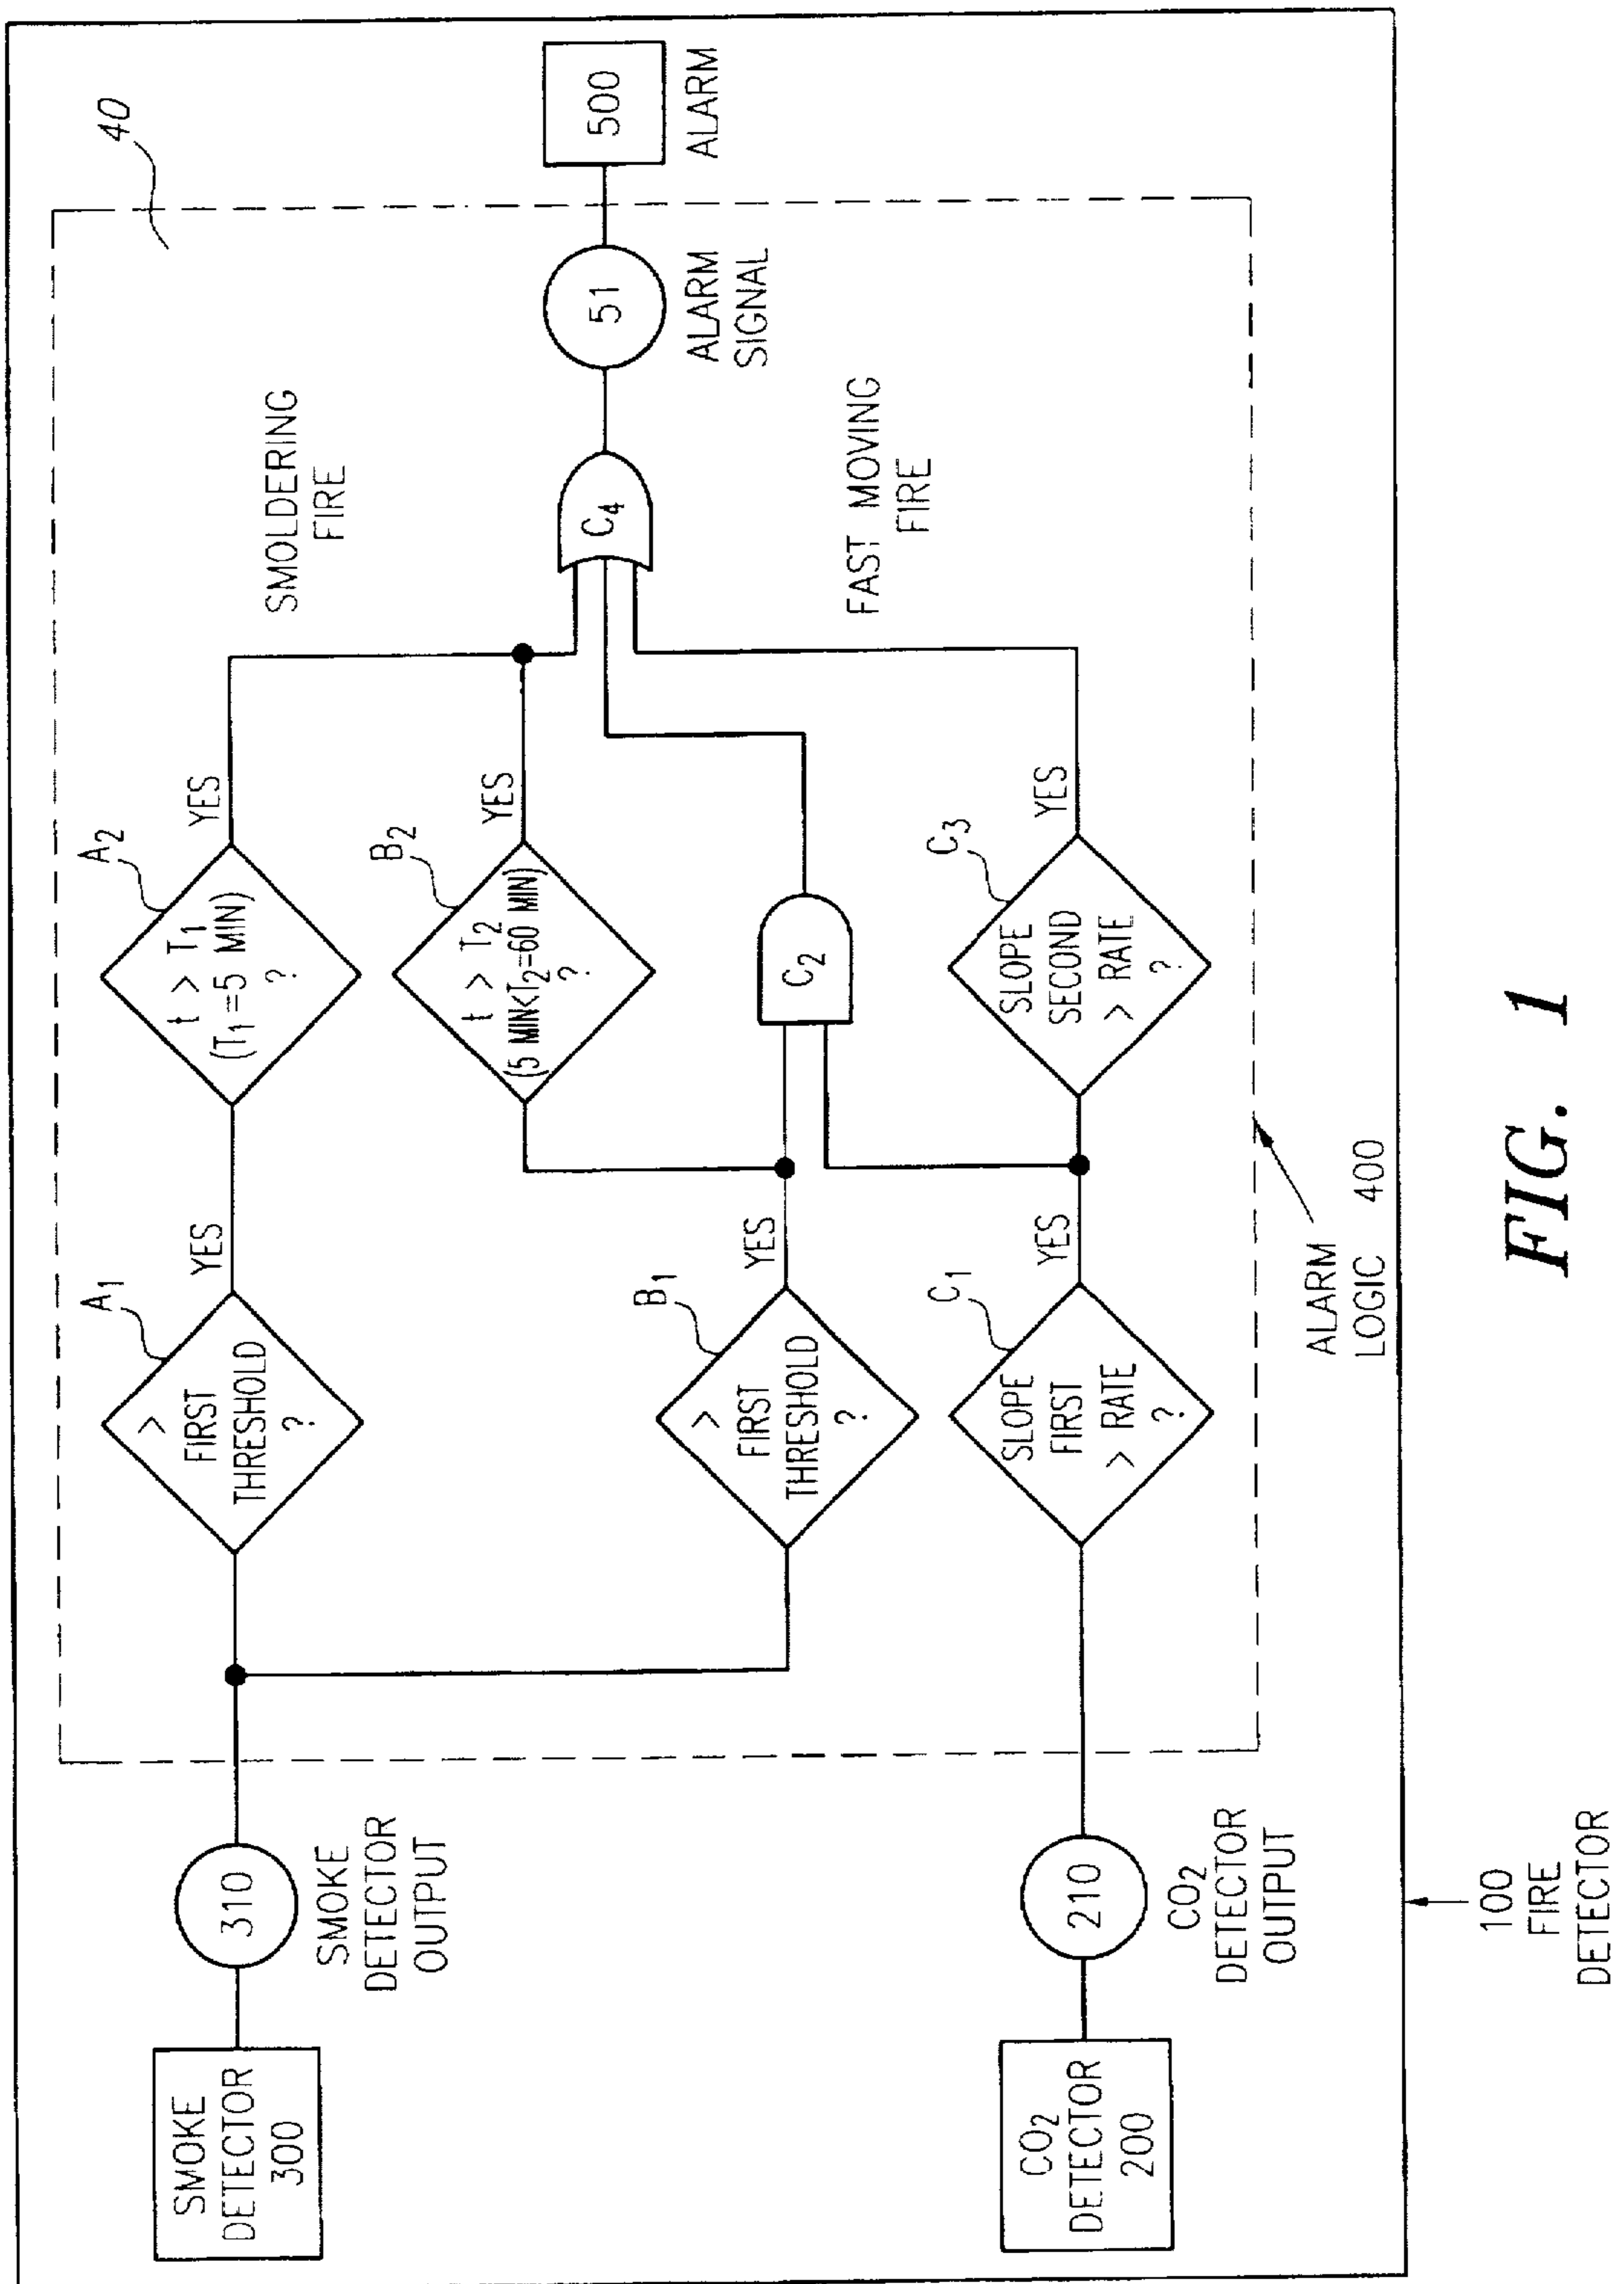 40
SMOKE
DETECTOR
300
310
SMOKE
DETECTOR
OUTPUT
A1
>
FIRST
THRESHOLD
?
YES
A2
t > T1
(T1=5 MIN)
?
YES
SMOLDERING
FIRE
B2
t > T2
(5 MIN<T2=60 MIN)
?
YES
B1
>
FIRST
THRESHOLD
?
YES
C2
C4
51
ALARM
SIGNAL
500
ALARM
FAST MOVING
FIRE
CO2
DETECTOR
200
210
CO2
DETECTOR
OUTPUT
C1
SLOPE
FIRST
> RATE
?
YES
C3
SLOPE
SECOND
> RATE
?
YES
ALARM
LOGIC 400
100
FIRE
DETECTOR
FIG. 1